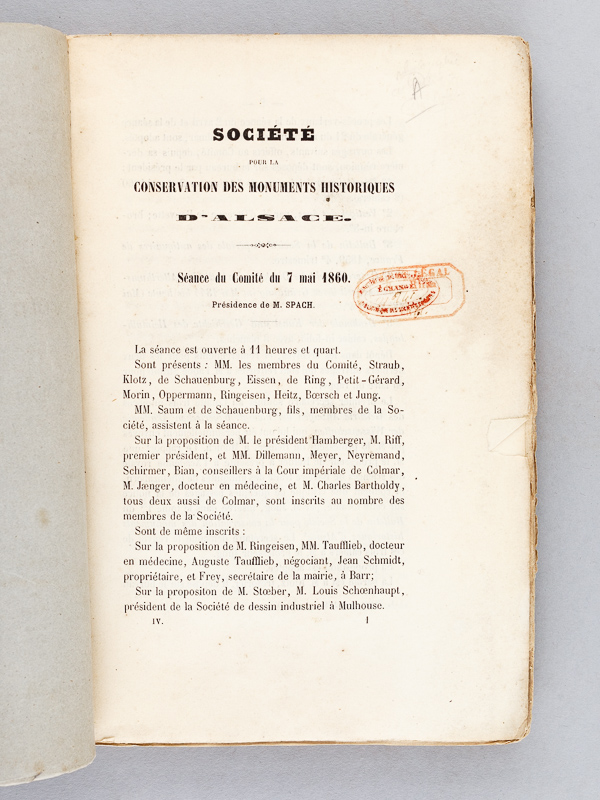 A
SOCIÉTÉ
POUR LA
CONSERVATION DES MONUMENTS HISTORIQUES
D'ALSACE.
Séance du Comité du 7 mai 1860.
Présidence de M. SPACH.
La séance est ouverte à 11 heures et quart.
Sont présents : MM. les membres du Comité, Straub,
Klotz, de Schauenburg, Eissen, de Ring, Petit-Gérard,
Morin, Oppermann, Ringeisen, Heitz, Bœrsch et Jung.
MM. Saum et de Schauenburg, fils, membres de la So-
ciété, assistent à la séance.
Sur la proposition de M. le président Hamberger, M. Riff,
premier président, et MM. Dillemann, Meyer, Neyremand,
Schirmer, Bian, conseillers à la Cour impériale de Colmar,
M. Jænger, docteur en médecine, et M. Charles Bartholdy,
tous deux aussi de Colmar, sont inscrits au nombre des
membres de la Société.
Sont de même inscrits :
Sur la proposition de M. Ringeisen, MM. Taufflieb, docteur
en médecine, Auguste Taufflieb, négociant, Jean Schmidt,
propriétaire, et Frey, secrétaire de la mairie, à Barr;
Sur la propositon de M. Stœber, M. Louis Schœnhaupt,
président de la Société de dessin industriel à Mulhouse.
IV. 1